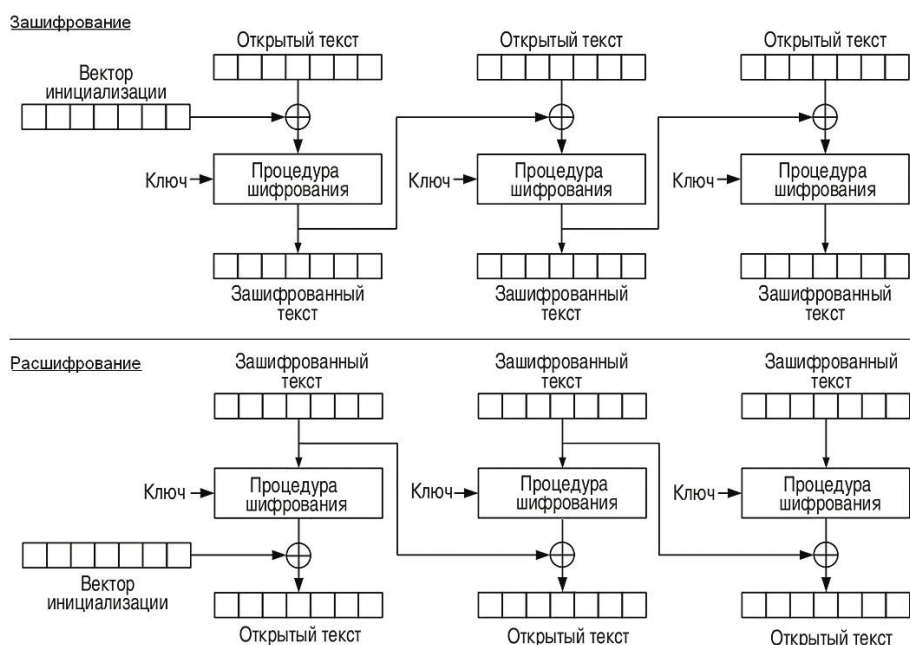 Зашифрование
Открытый текст
Открытый текст
Открытый текст
Вектор
инициализации
Ключ
Процедура
шифрования
Ключ
Процедура
шифрования
Ключ
Процедура
шифрования
Зашифрованный
текст
Зашифрованный
текст
Зашифрованный
текст
Расшифрование
Зашифрованный
текст
Зашифрованный
текст
Зашифрованный
текст
Ключ
Процедура
шифрования
Ключ
Процедура
шифрования
Ключ
Процедура
шифрования
Вектор
инициализации
Открытый текст
Открытый текст
Открытый текст